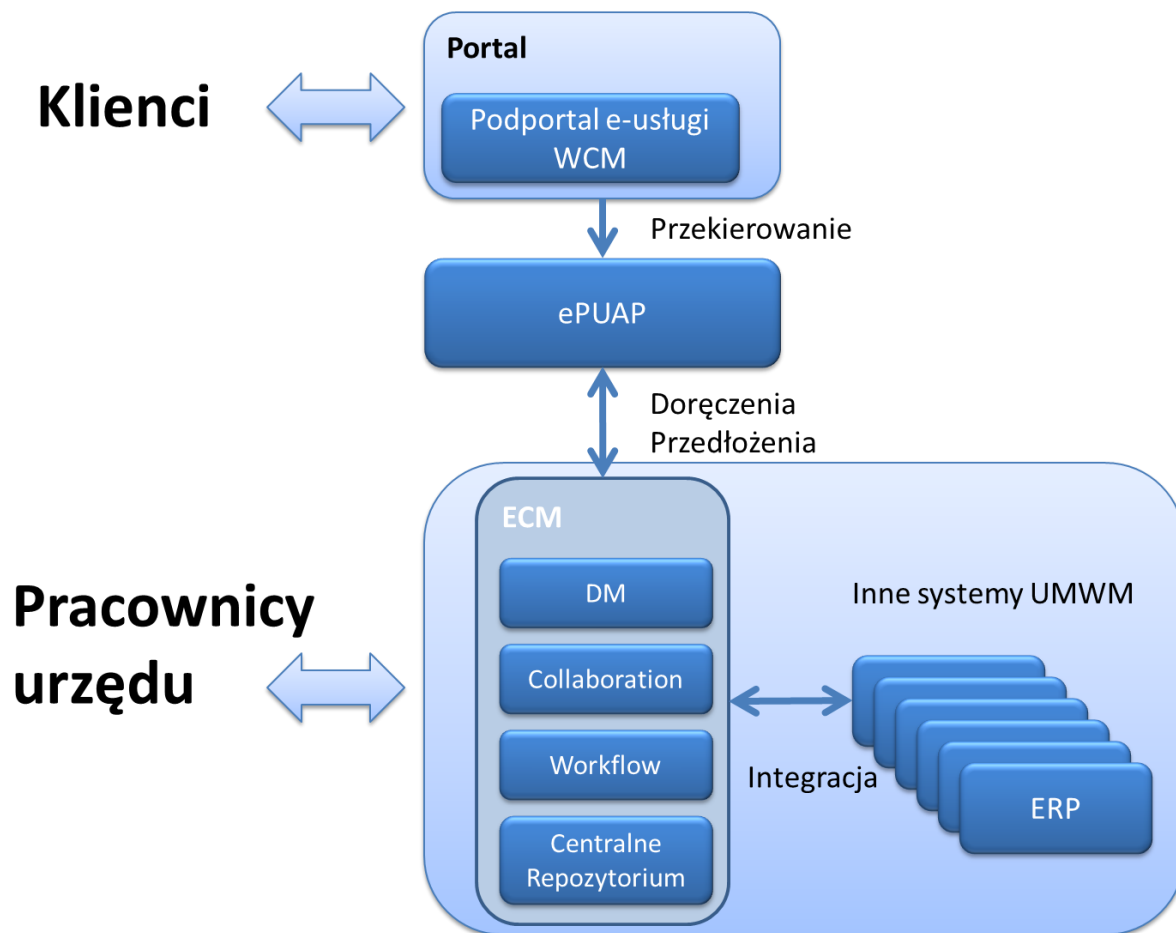 Portal
Klienci
Podportal e-usługi
WCM
Przekierowanie
ePUAP
Doręczenia
Przedłożenia
ECM
DM
Pracownicy
urzędu
Inne systemy UMWM
Collaboration
Workflow
Integracja
ERP
Centralne
Repozytorium